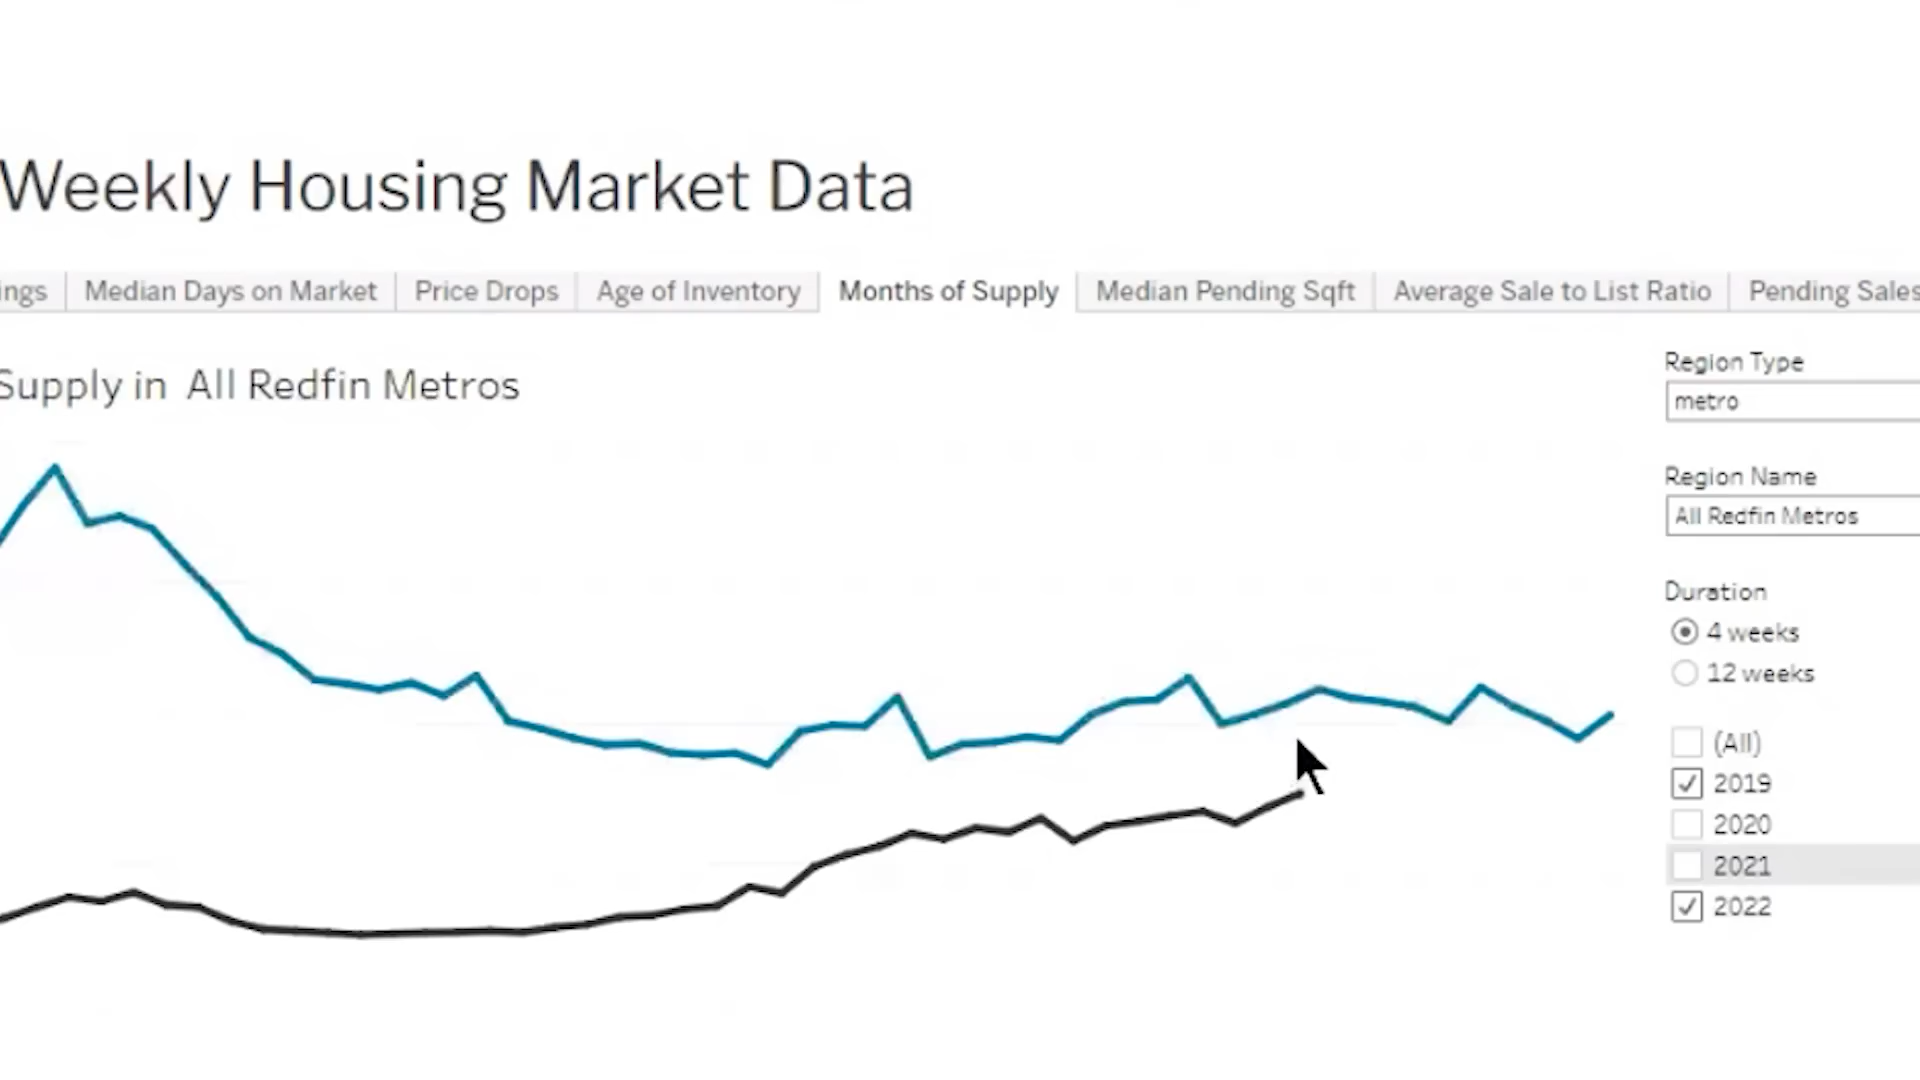 Weekly Housing Market Data
ings Median Days on Market Price Drops Age of Inventory Months of Supply Median Pending Sqft Average Sale to List Ratio Pending Sales
Supply in All Redfin Metros
Region Type
metro
Region Name
All Redfin Metros
Duration
4 weeks
12 weeks
(All)
2019
2020
2021
2022